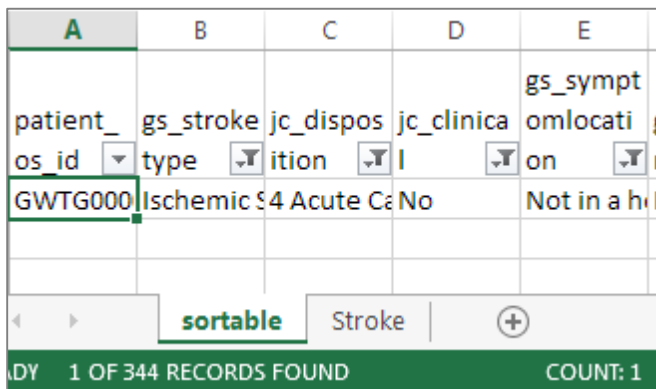 A B C D E
gs_sympt
patient_ gs_stroke jc_dispos jc_clinica omlocati
os_id type ition l on
GWTG000 Ischemic 4 Acute Ca No Not in a h
sortable Stroke
ADY 1 OF 344 RECORDS FOUND COUNT: 1